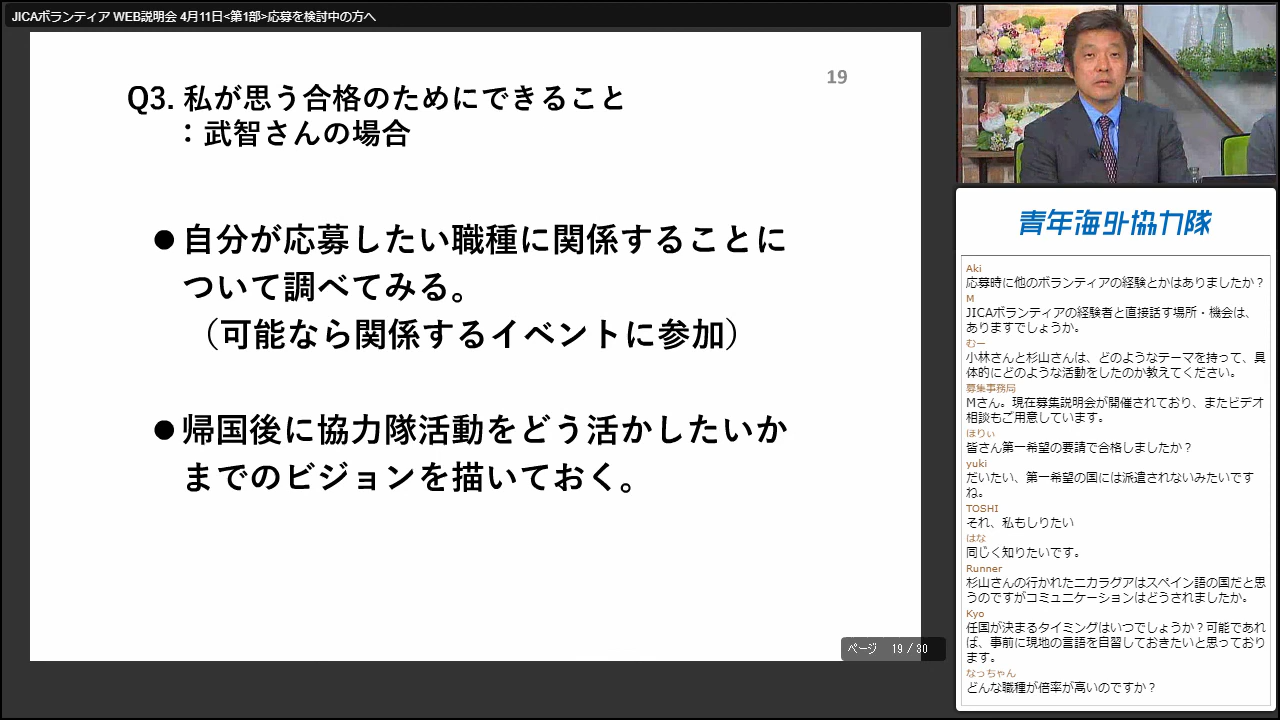 JICAボランティア WEB説明会 4月11日<第1部>応募を検討中の方へ
19
Q3. 私が思う合格のためにできること
：武智さんの場合
●自分が応募したい職種に関係することに
ついて調べてみる。
（可能なら関係するイベントに参加）
●帰国後に協力隊活動をどう活かしたいか
までのビジョンを描いておく。
ページ 19 / 30
青年海外協力隊
Aki
応募時に他のボランティアの経験とかはありましたか？
M
JICAボランティアの経験者と直接話す場所・機会は、
ありますでしょうか。
むー
小林さんと杉山さんは、どのようなテーマを持って、具
体的にどのような活動をしたのか教えてください。
募集事務局
Mさん。現在募集説明会が開催されており、またビデオ
相談もご用意しています。
ほりぃ
皆さん第一希望の要請で合格しましたか？
yuki
だいたい、第一希望の国には派遣されないみたいです
ね。
TOSHI
それ、私もしりたい
はな
同じく知りたいです。
Runner
杉山さんの行かれたニカラグアはスペイン語の国だと思
うのですがコミュニケーションはどうされましたか。
Kyo
任国が決まるタイミングはいつでしょうか？可能であれ
ば、事前に現地の言語を自習しておきたいと思っており
ます。
なっちゃん
どんな職種が倍率が高いのですか？